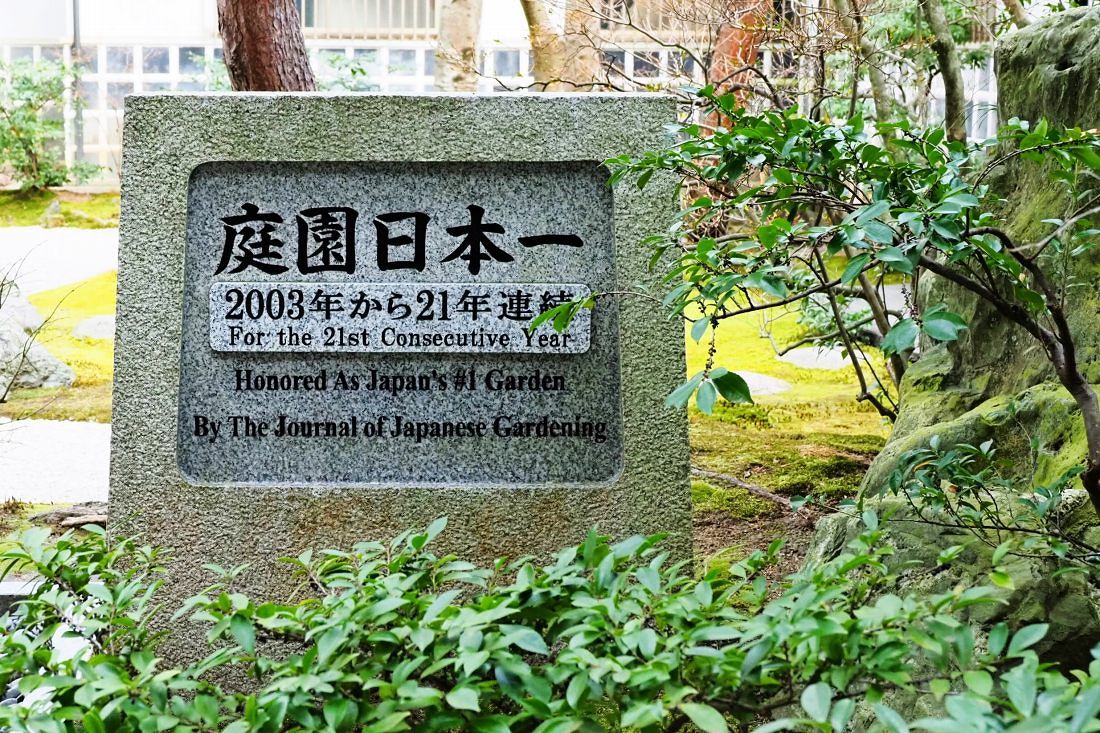 庭園日本一
2003年から21年連続
For the 21st Consecutive Year
Honored As Japan's #1 Garden
By The Journal of Japanese Gardening